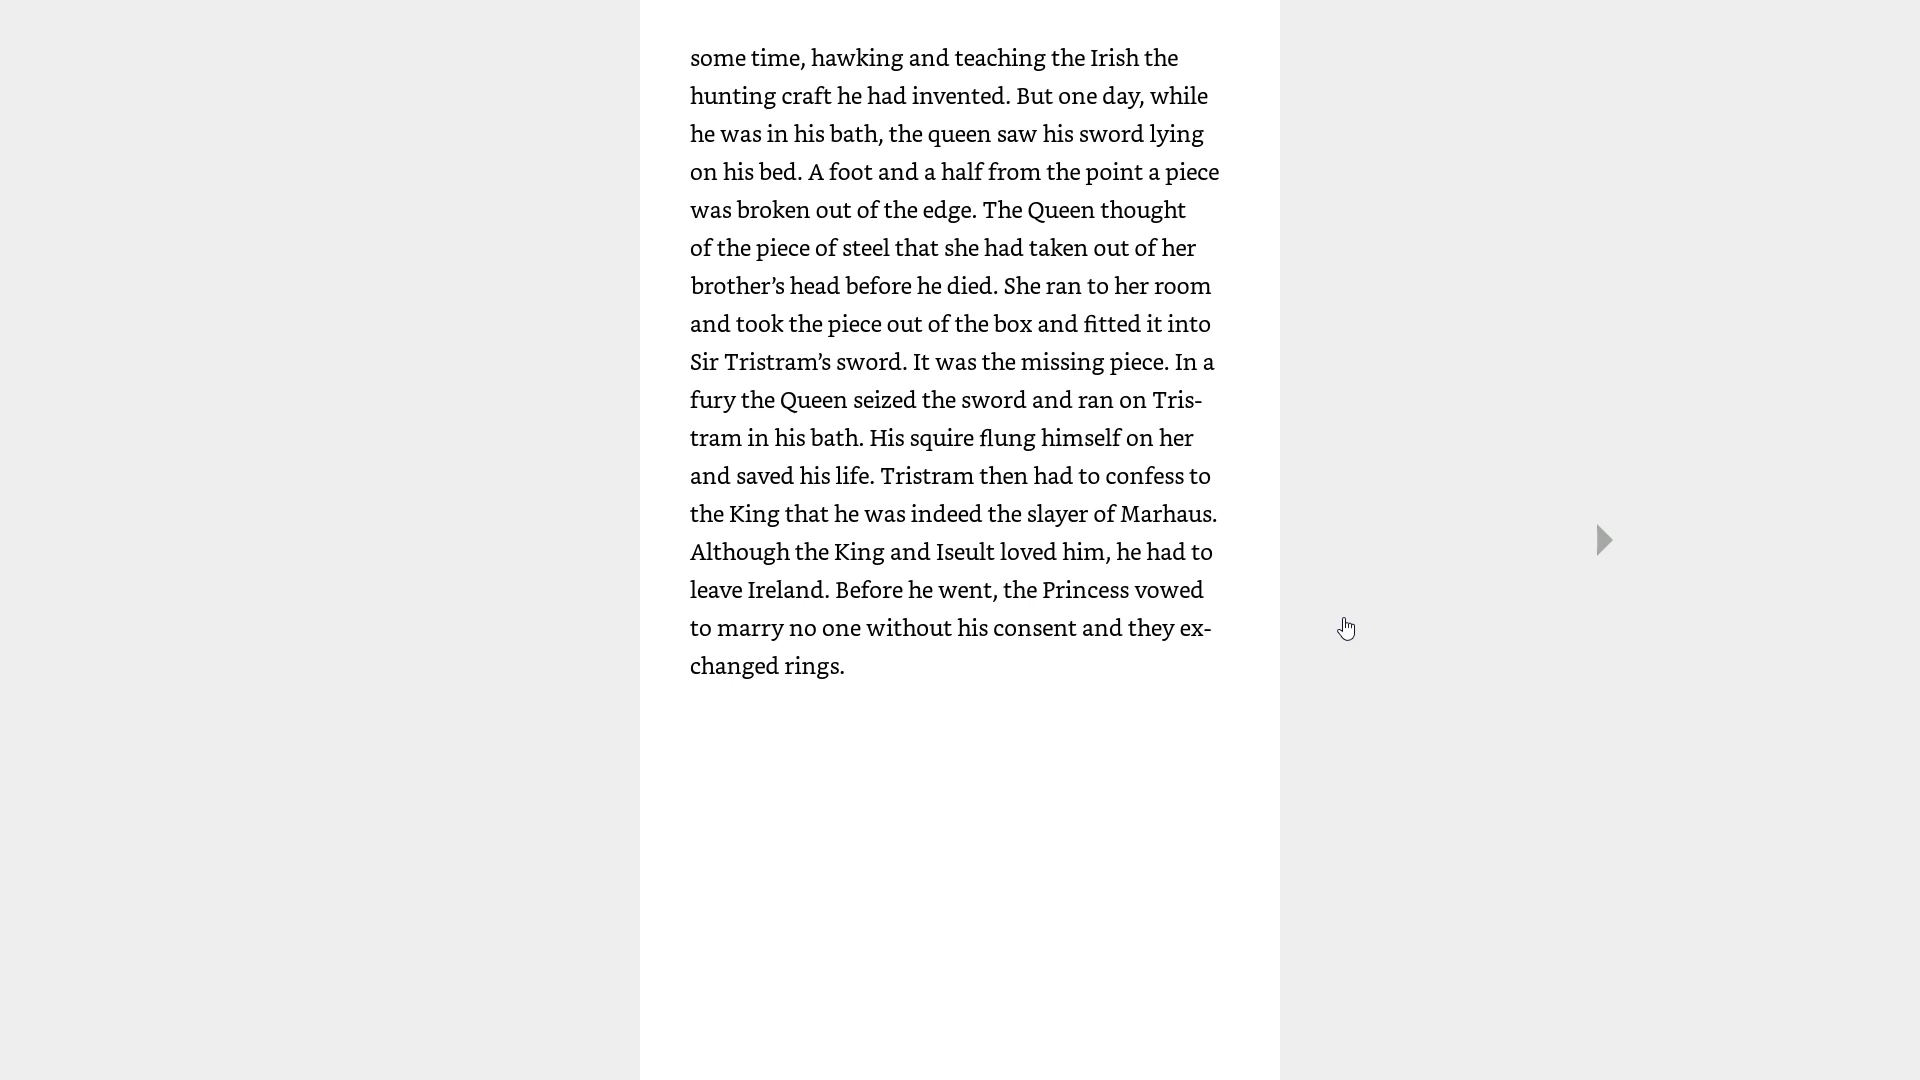 some time, hawking and teaching the Irish the
hunting craft he had invented. But one day, while
he was in his bath, the queen saw his sword lying
on his bed. A foot and a half from the point a piece
was broken out of the edge. The Queen thought
of the piece of steel that she had taken out of her
brother’s head before he died. She ran to her room
and took the piece out of the box and fitted it into
Sir Tristram’s sword. It was the missing piece. In a
fury the Queen seized the sword and ran on Tris-
tram in his bath. His squire flung himself on her
and saved his life. Tristram then had to confess to
the King that he was indeed the slayer of Marhaus.
Although the King and Iseult loved him, he had to
leave Ireland. Before he went, the Princess vowed
to marry no one without his consent and they ex-
changed rings.